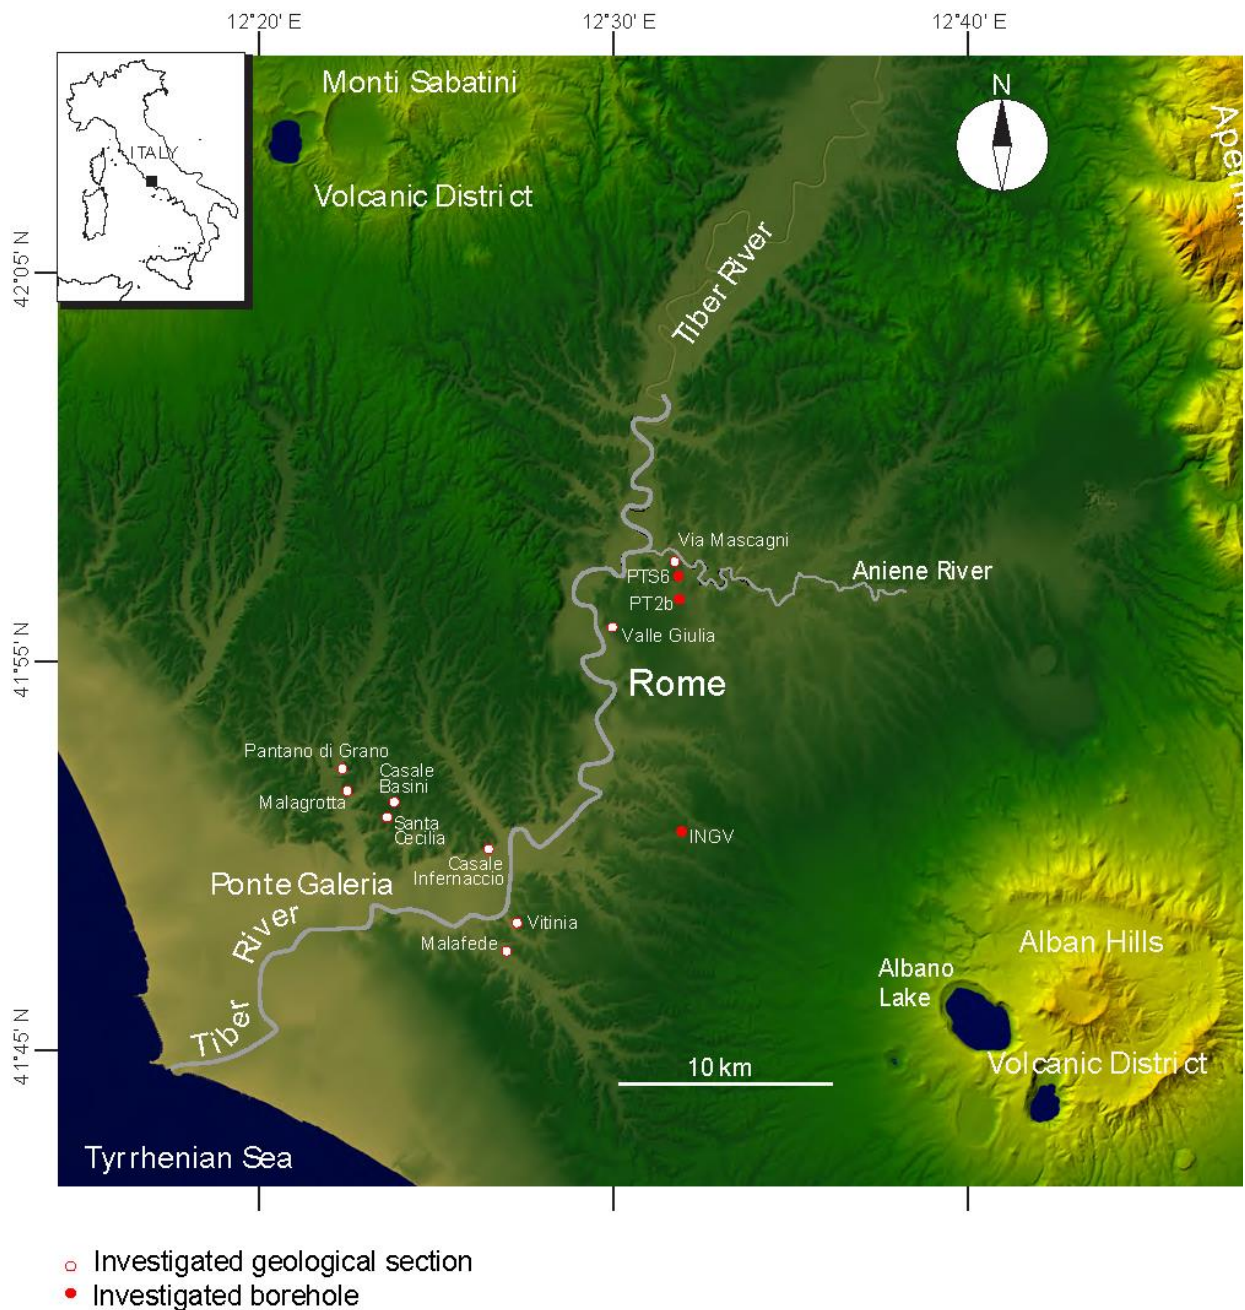 12°20' E
12°30' E
12°40' E
42°05' N
41°55' N
41°45' N
ITALY
Monti Sabatini
Volcanic District
N
Tiber River
Via Mascagni
PTS6
PT2b
Aniene River
Valle Giulia
Rome
Pantano di Grano
Casale
Basini
Malagrotta
Santa
Cecilia
INGV
Casale
Infernaccio
Ponte Galeria
Tiber River
Vitinia
Malafede
Alban Hills
Albano
Lake
Volcanic District
10 km
Tyrrhenian Sea
Investigated geological section
Investigated borehole